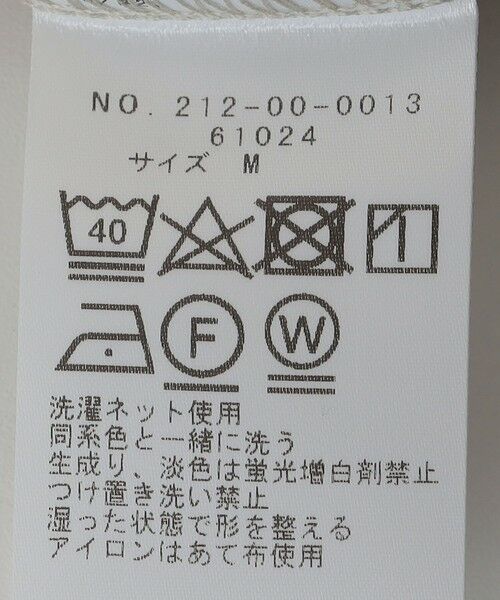 NO. 212-00-0013
61024
サイズ M
40
F W
洗濯ネット使用
同系色と一緒に洗う
生成り、淡色は蛍光増白剤禁止
つけ置き洗い禁止
湿った状態で形を整える
アイロンはあて布使用